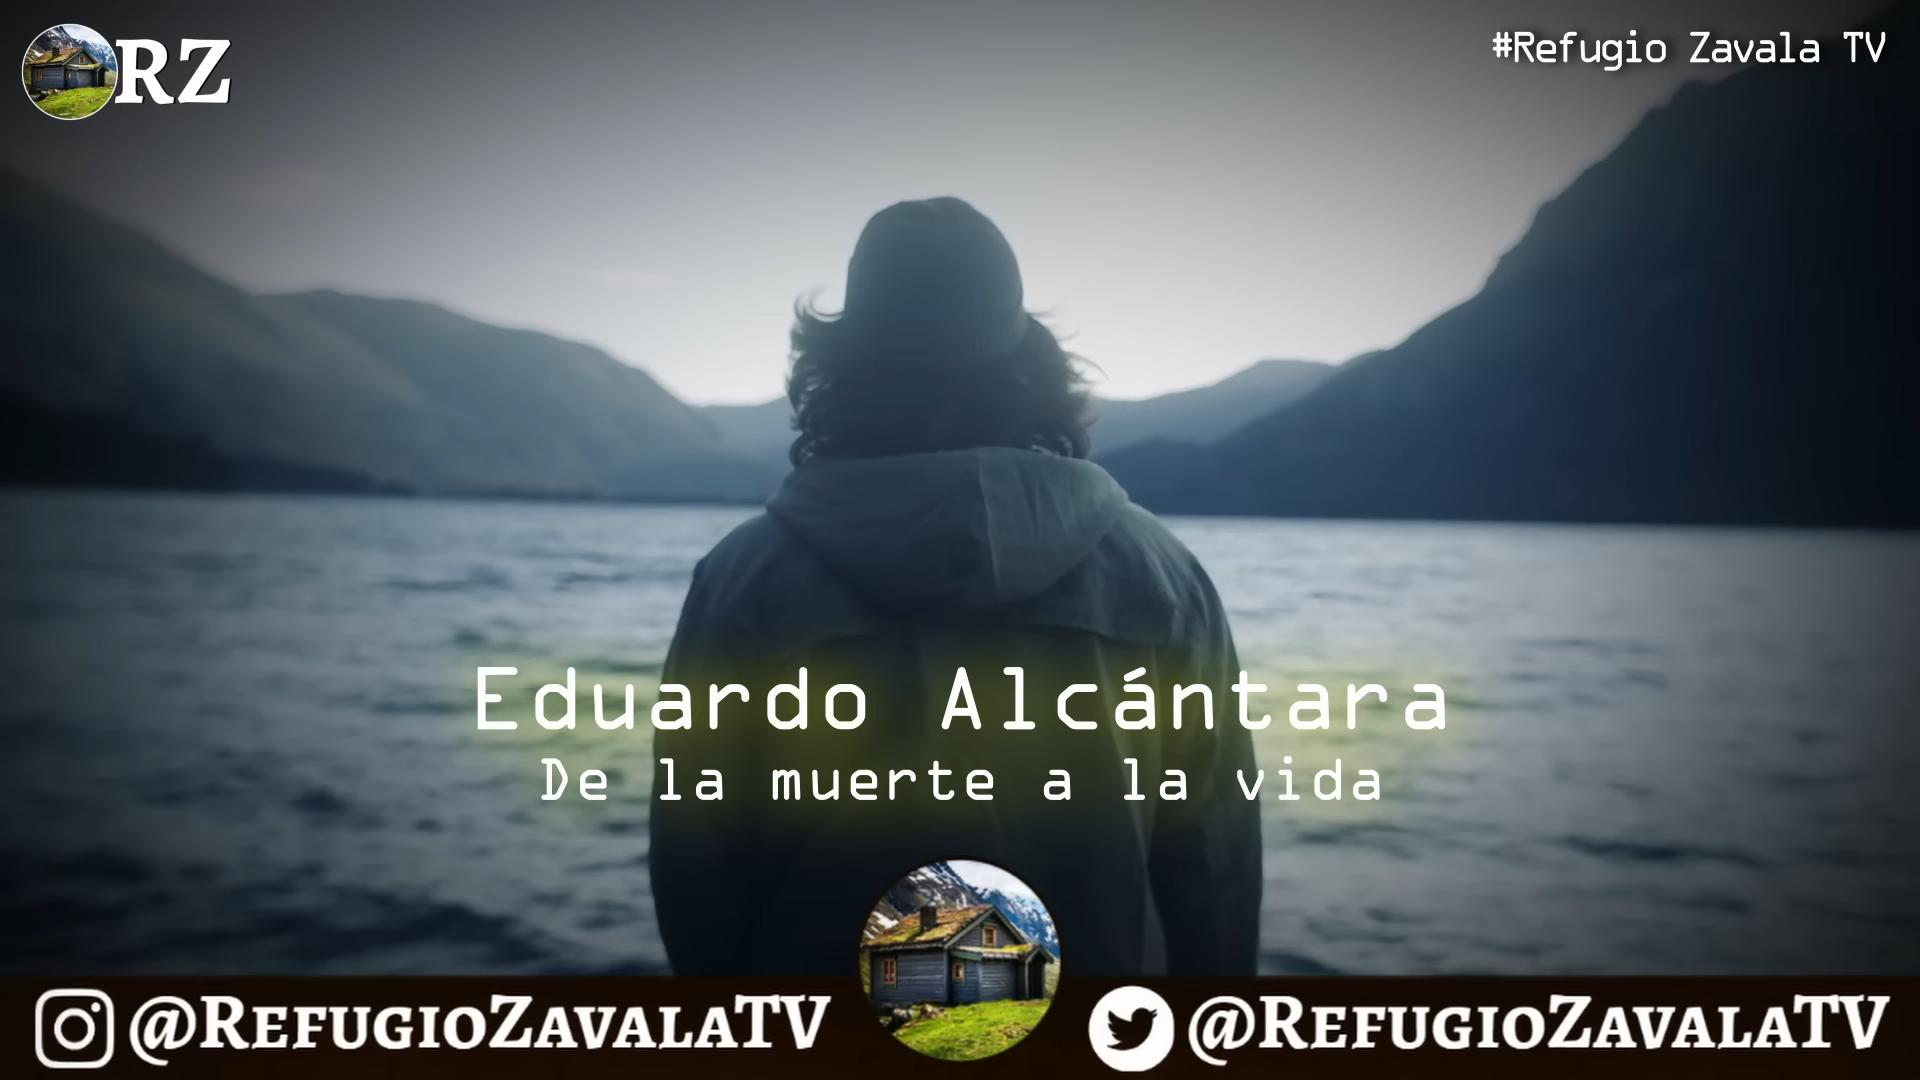 RZ
#Refugio Zavala TV
Eduardo Alcántara
De la muerte a la vida
@RefugioZavalaTV
@RefugioZavalaTV